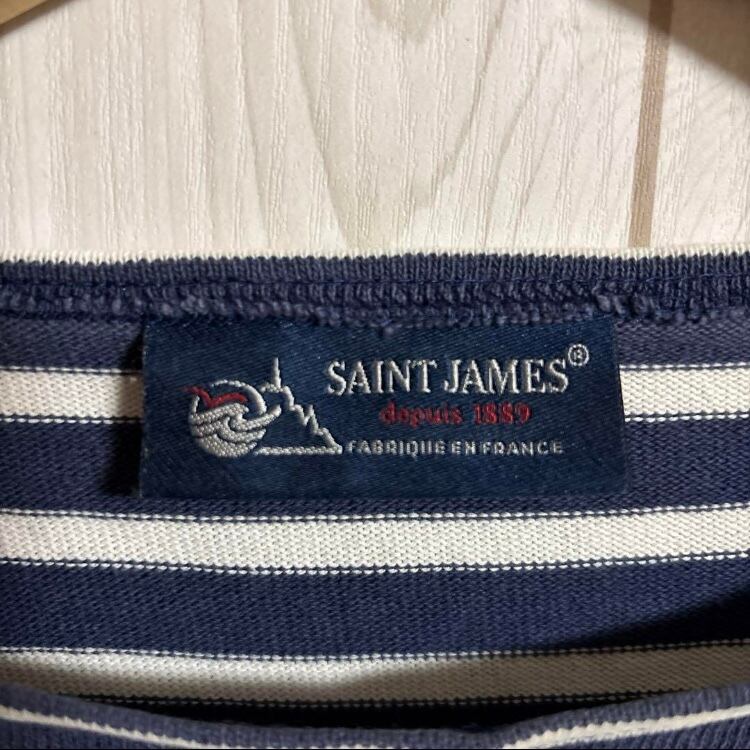 SAINT JAMES®
depuis 1889
FABRIQUE EN FRANCE